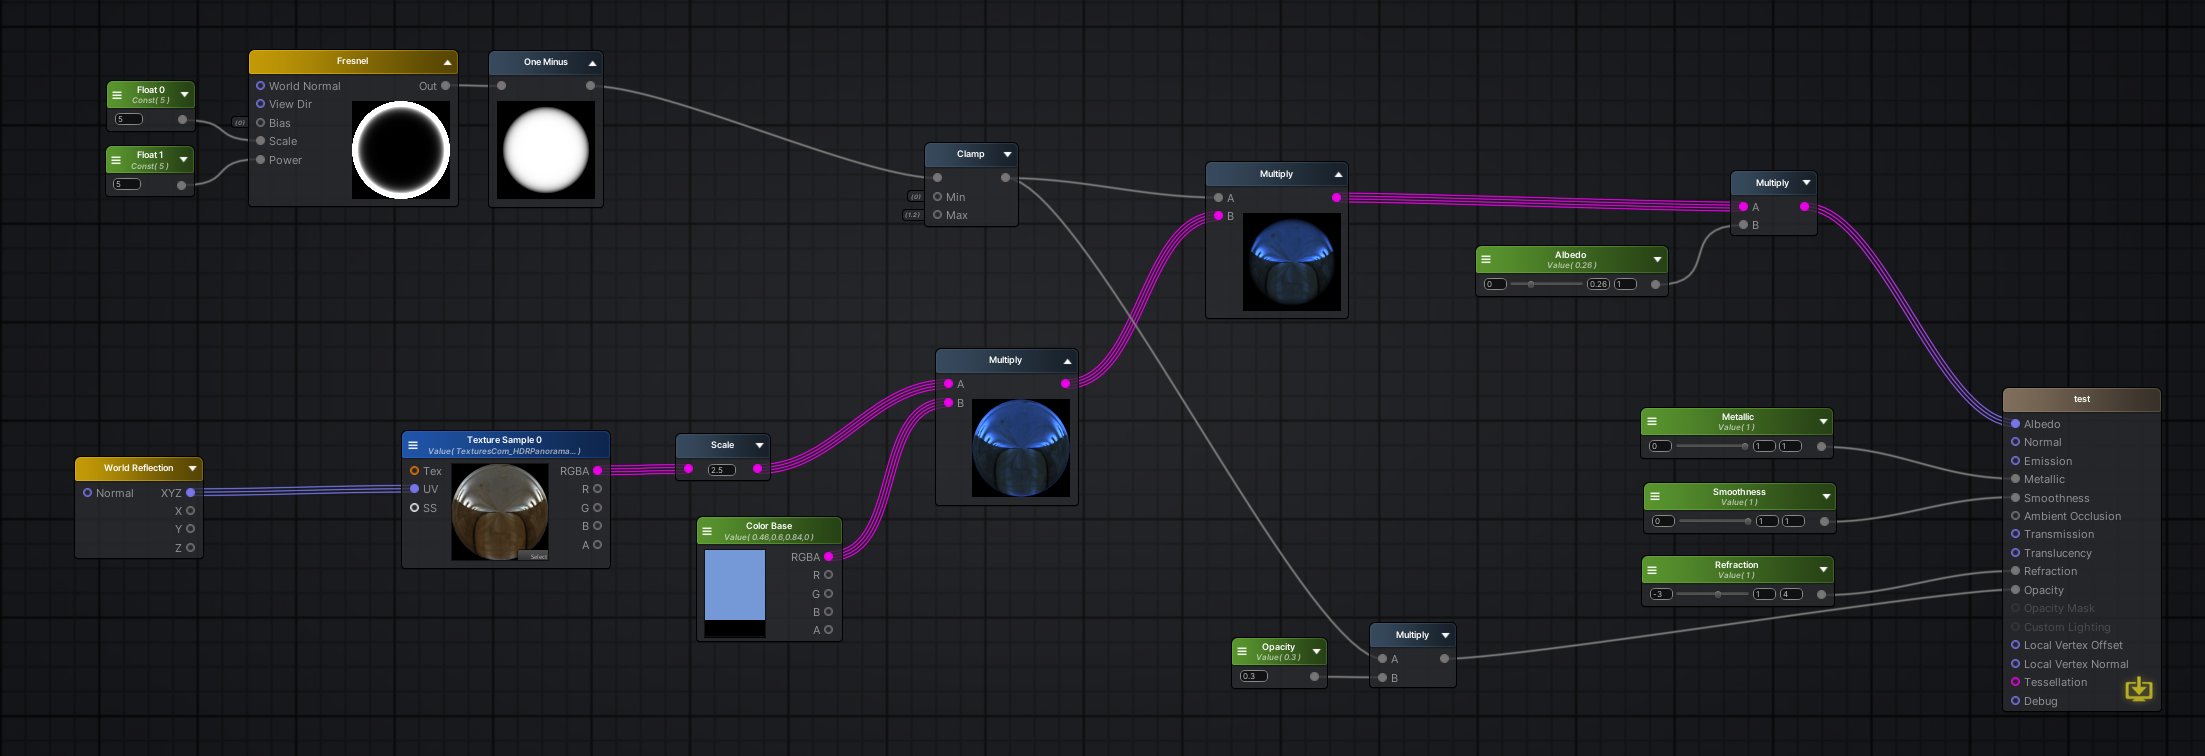 Float 0
Const( 5 )
5
Float 1
Const( 5 )
5
Fresnel
World Normal
Out
View Dir
(0)
Bias
Scale
Power
One Minus
Clamp
(0)
Min
(1.2)
Max
Multiply
A
B
Multiply
A
B
Albedo
Value( 0.26 )
0
0.26
1
Multiply
A
B
World Reflection
Normal
XYZ
X
Y
Z
Texture Sample 0
Value( TexturesCom_HDRPanorama... )
Tex
RGBA
UV
R
SS
G
B
A
Select
Scale
2.5
Color Base
Value( 0.46,0.6,0.84,0 )
RGBA
R
G
B
A
Opacity
Value( 0.3 )
0.3
Multiply
A
B
Metallic
Value( 1 )
0
1
1
Smoothness
Value( 1 )
0
1
1
Refraction
Value( 1 )
-3
1
4
test
Albedo
Normal
Emission
Metallic
Smoothness
Ambient Occlusion
Transmission
Translucency
Refraction
Opacity
Opacity Mask
Custom Lighting
Local Vertex Offset
Local Vertex Normal
Tessellation
Debug